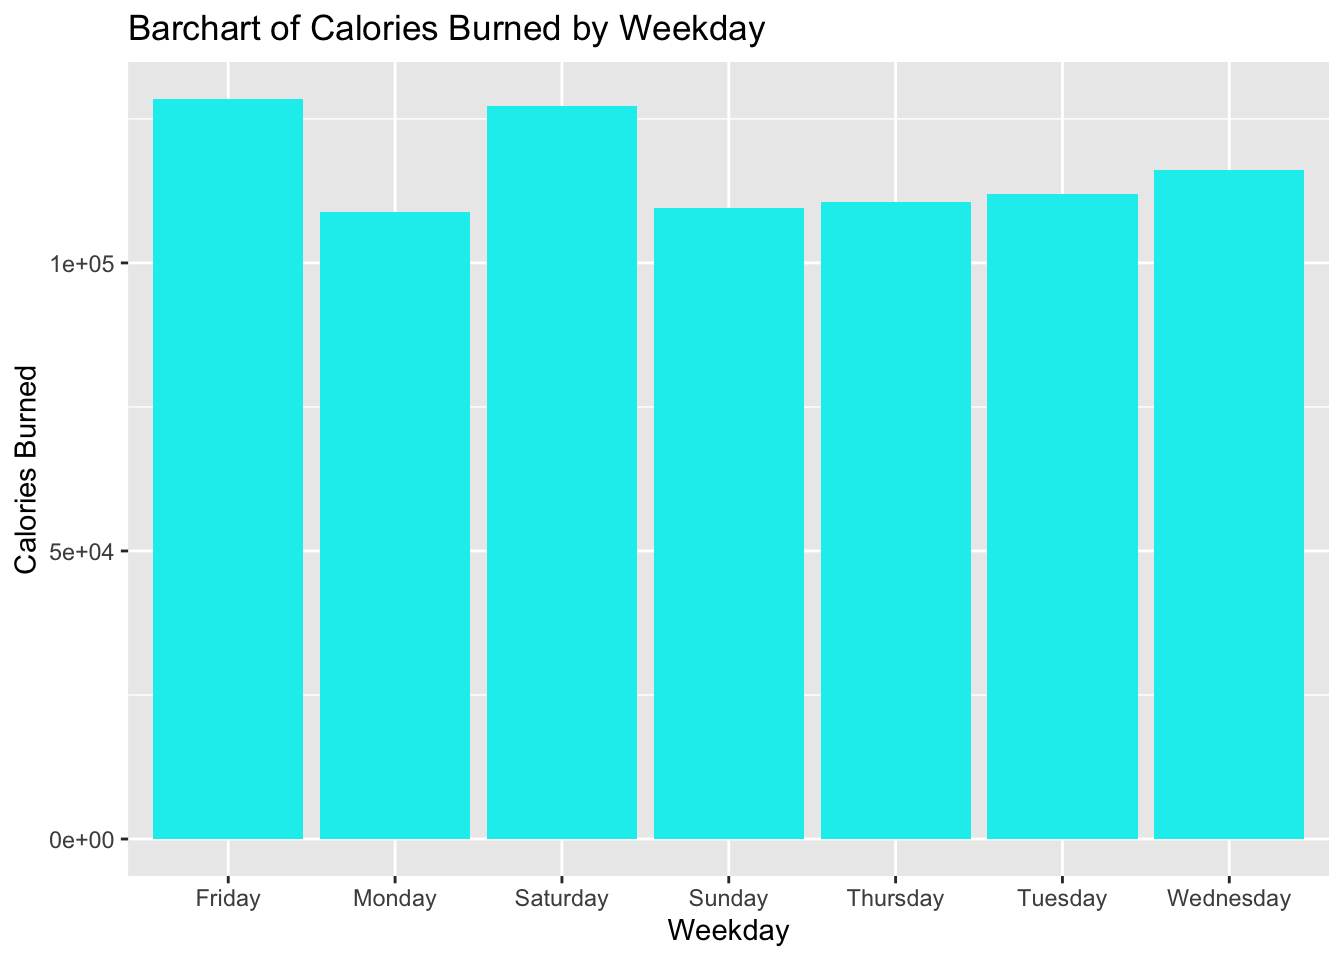 Barchart of Calories Burned by Weekday
Calories Burned
1e+05
5e+04
0e+00
Friday Monday Saturday Sunday Thursday Tuesday Wednesday
Weekday